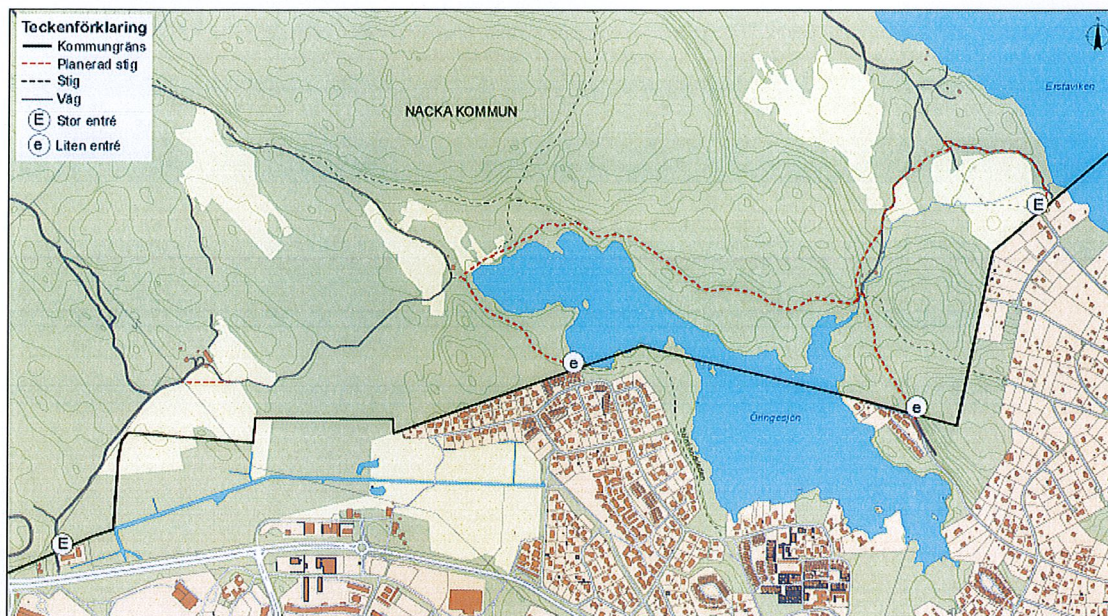 Teckenförklaring
Kommungräns
Planerad stig
Stig
Väg
E Stor entré
e Liten entré
NACKA KOMMUN
Erstaviken
E
e
e
Öringesjön
E